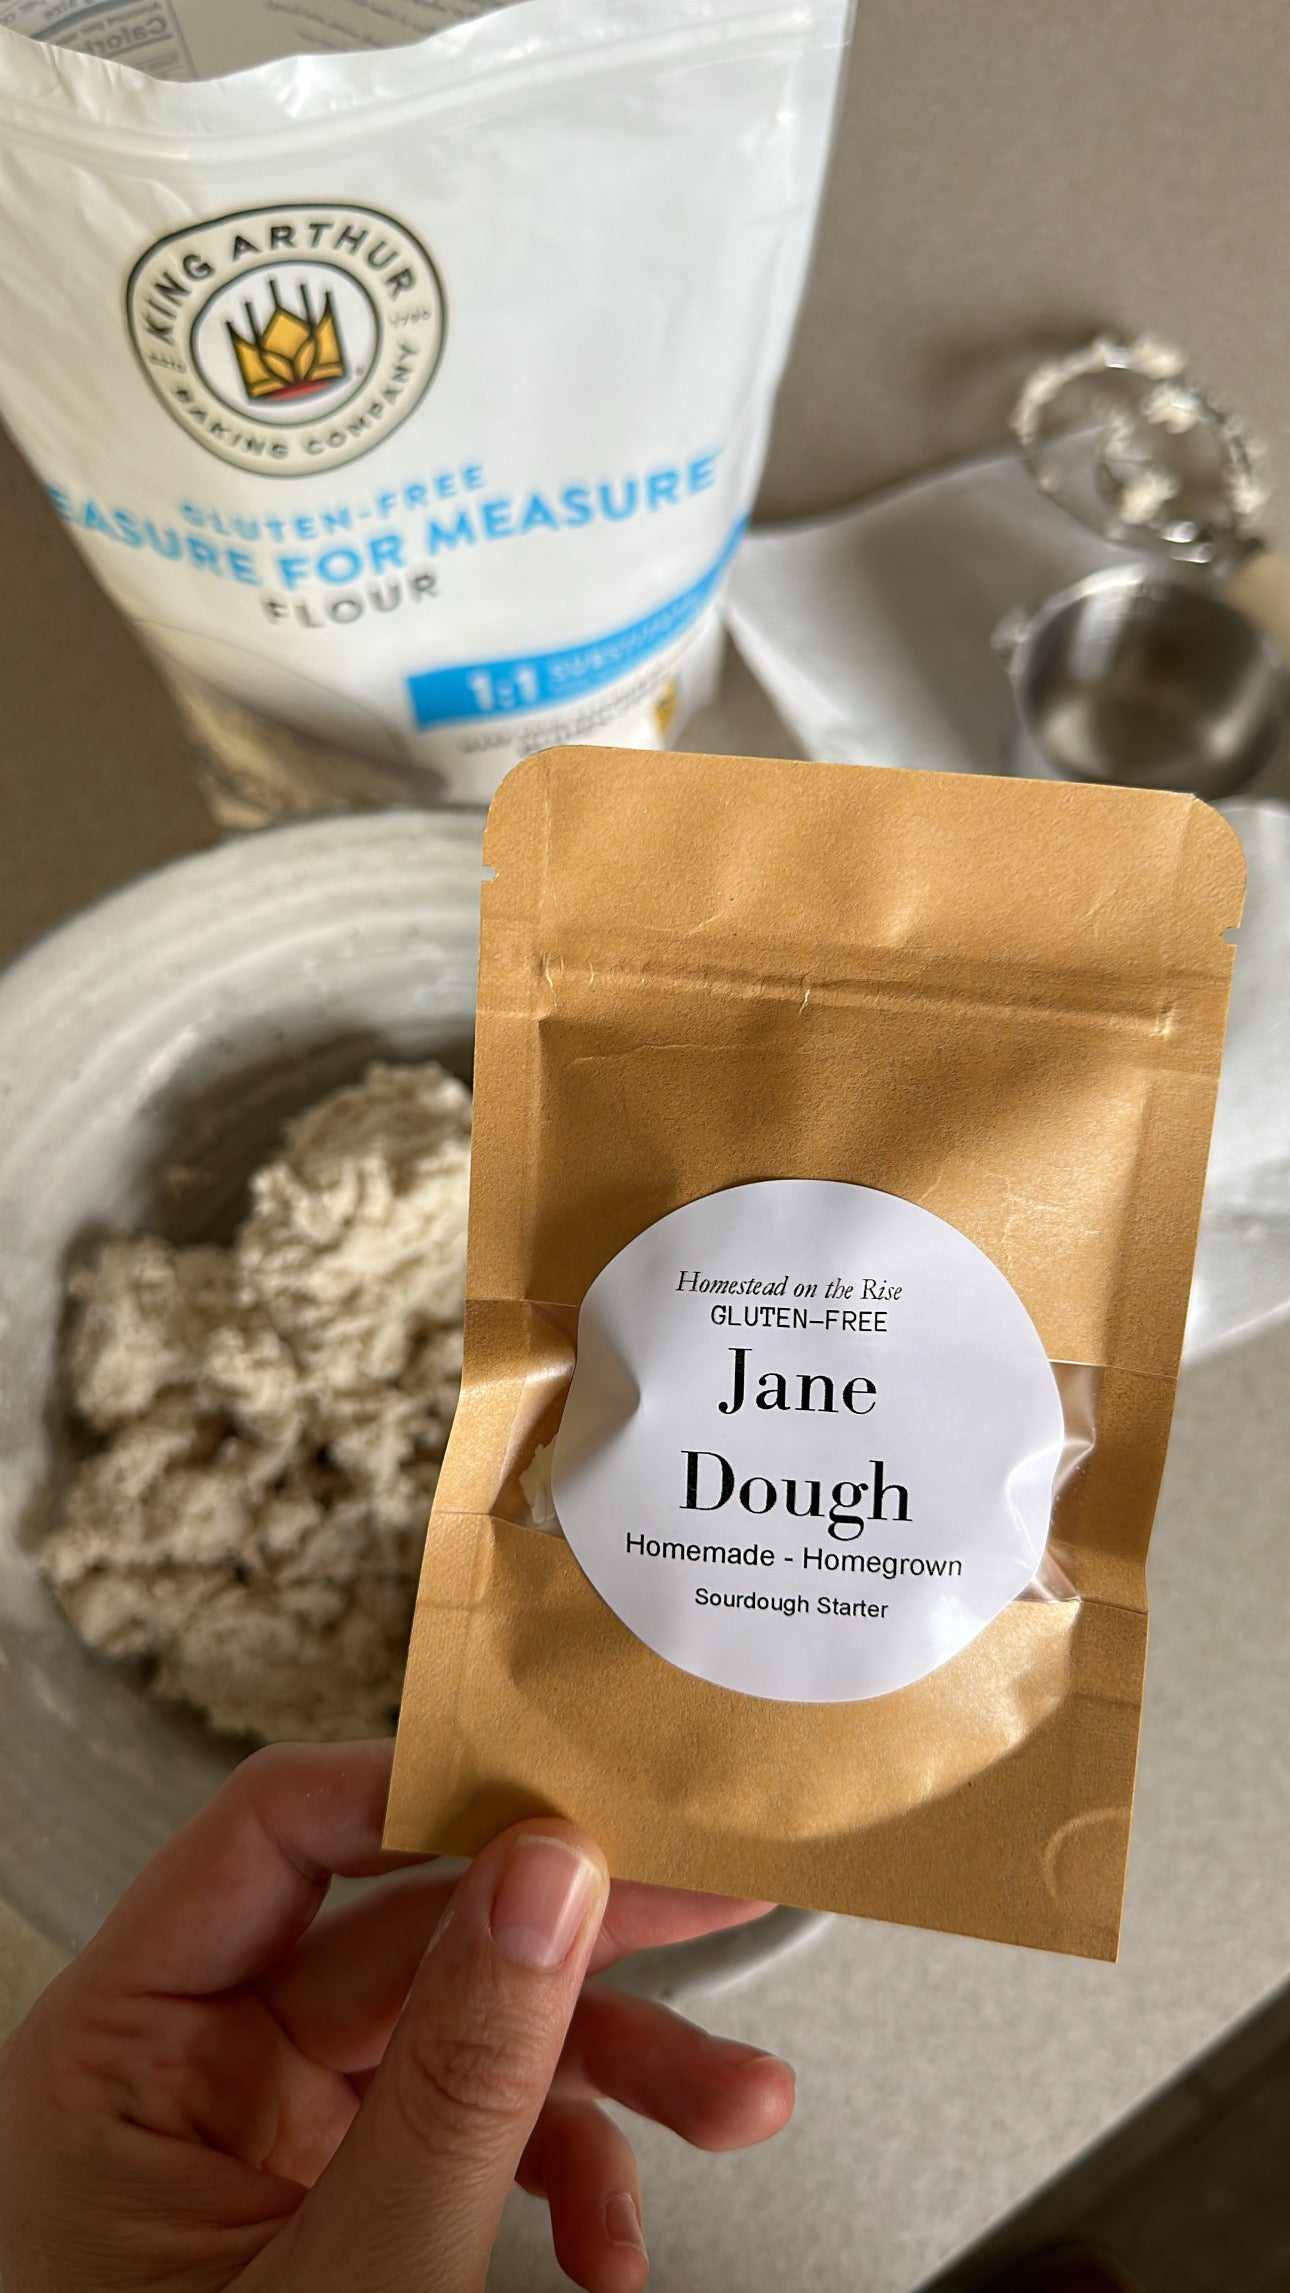 KING ARTHUR
BAKING COMPANY
GLUTEN-FREE
EASURE FOR MEASURE
FLOUR
1:1
Homestead on the Rise
GLUTEN-FREE
Jane
Dough
Homemade - Homegrown
Sourdough Starter